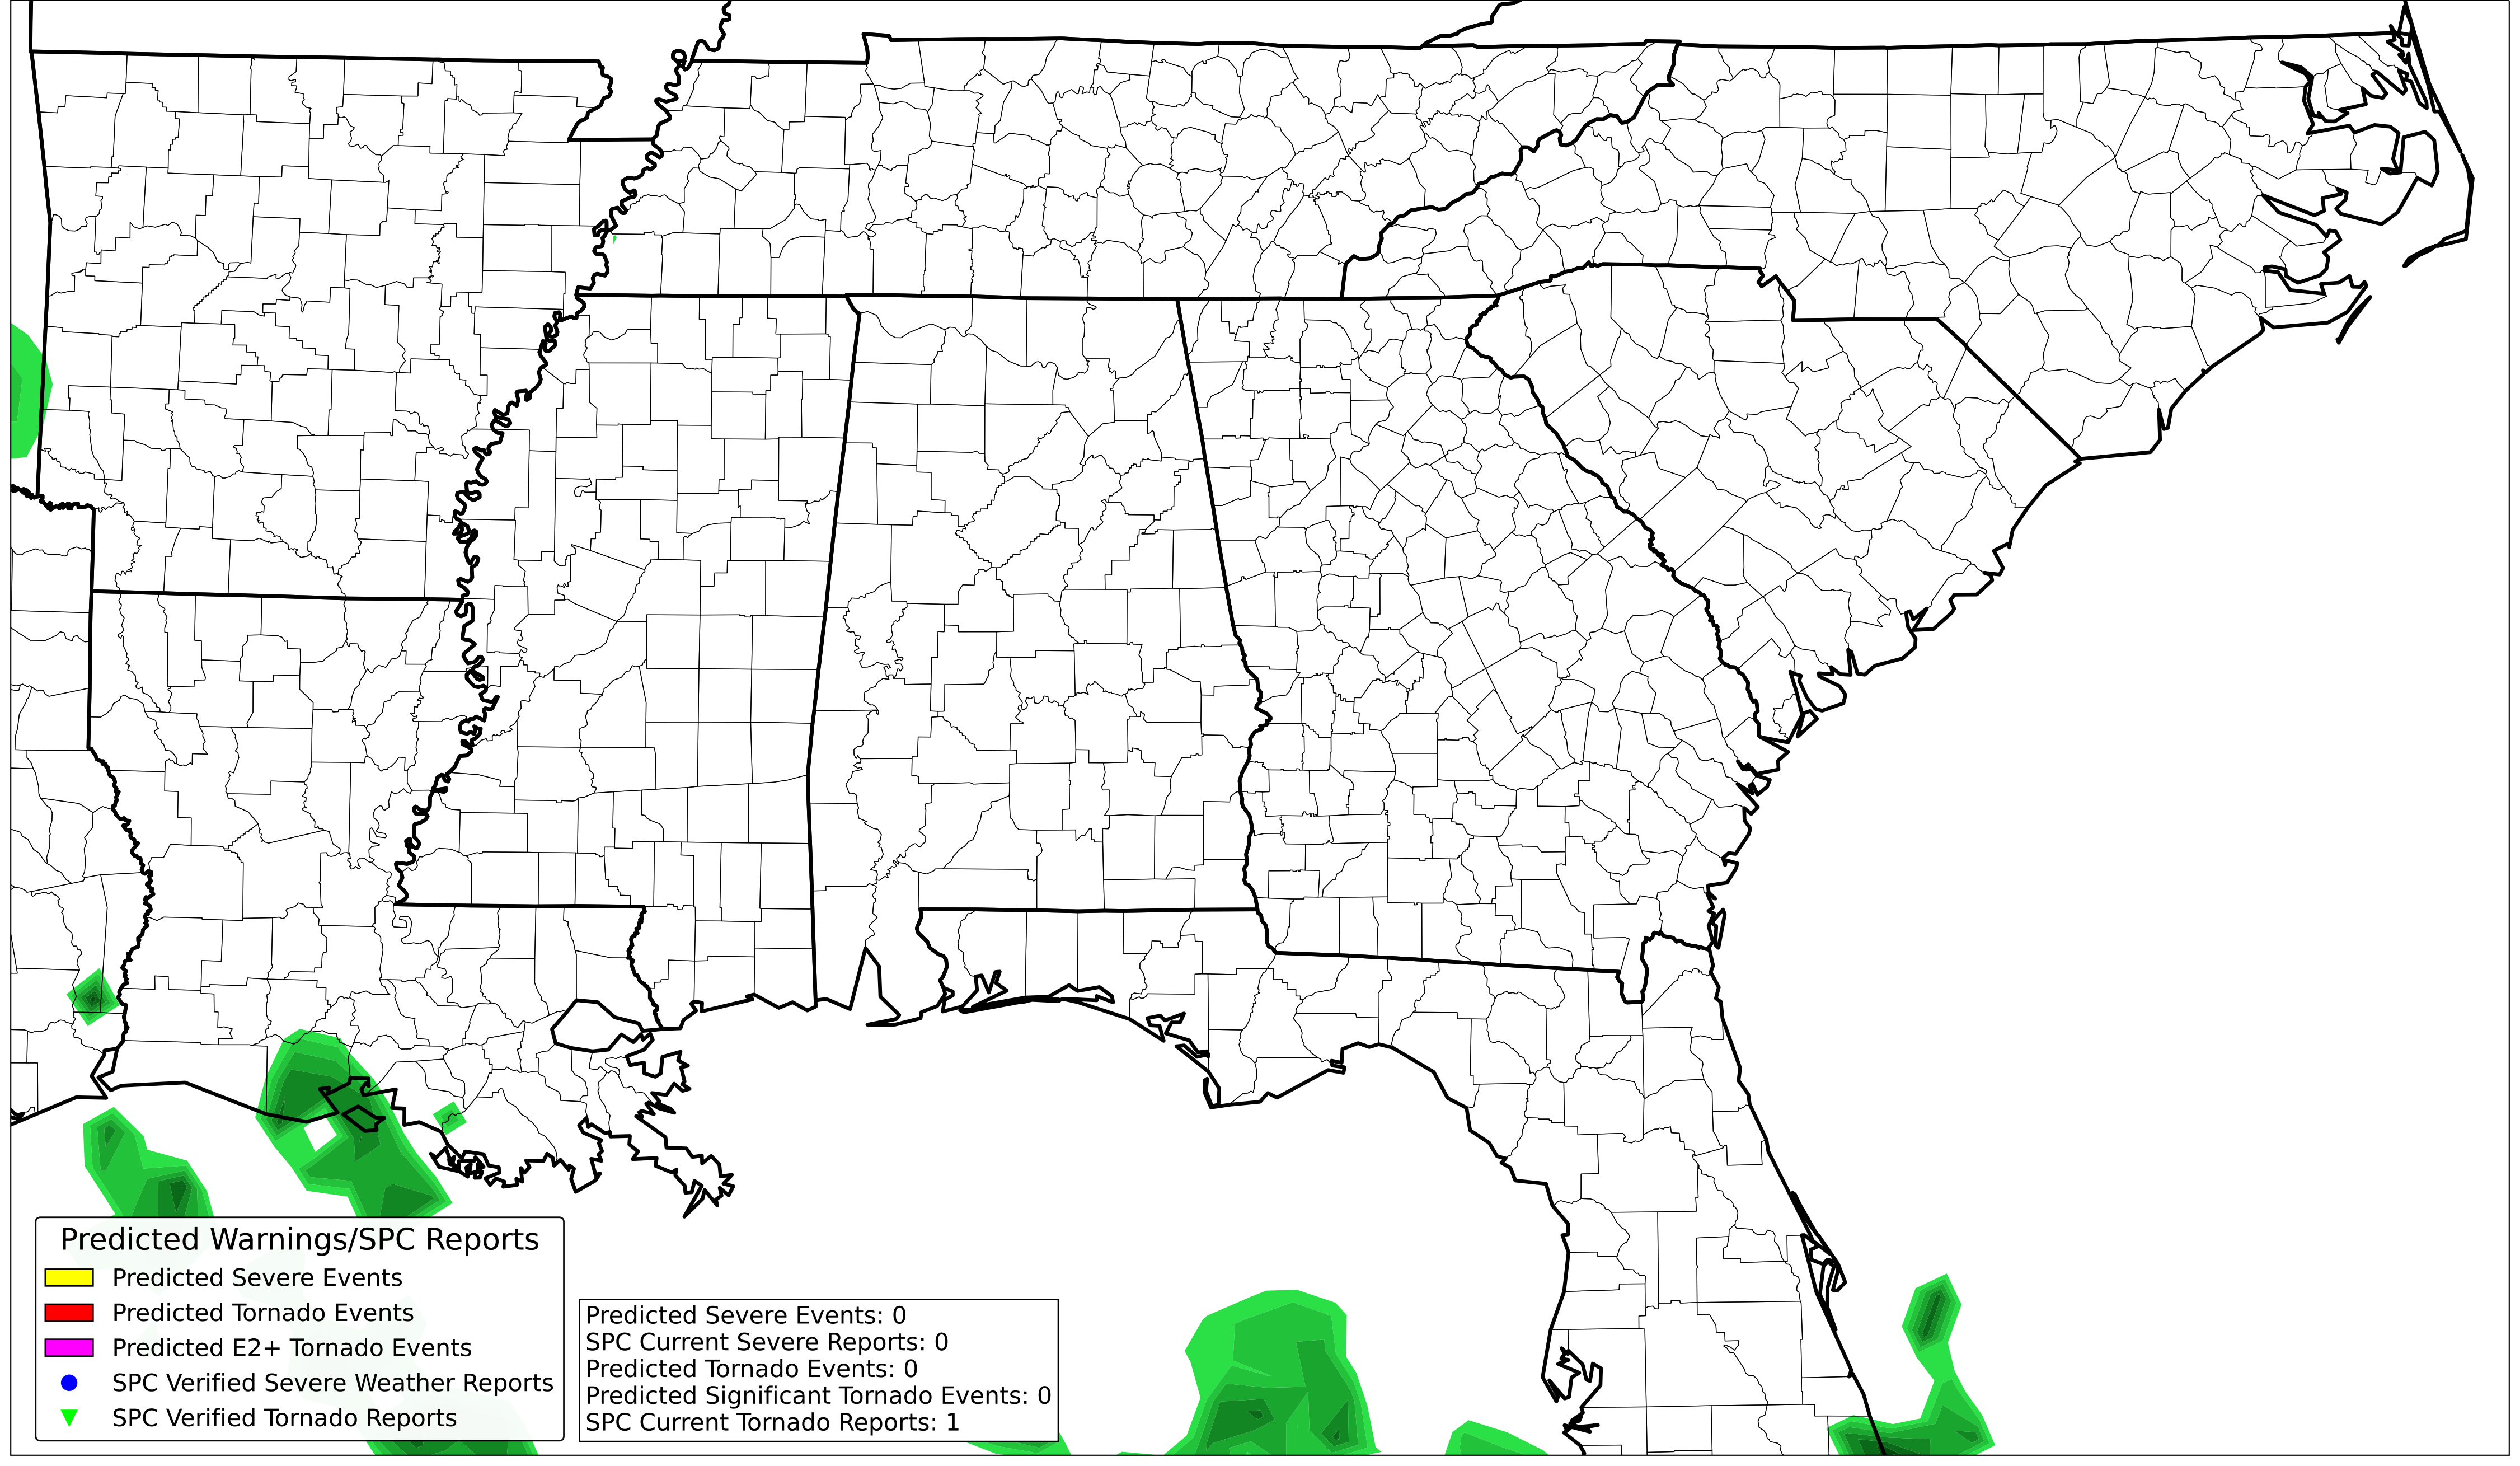 Predicted Warnings/SPC Reports
Predicted Severe Events
Predicted Tornado Events
Predicted E2+ Tornado Events
SPC Verified Severe Weather Reports
SPC Verified Tornado Reports
Predicted Severe Events: 0
SPC Current Severe Reports: 0
Predicted Tornado Events: 0
Predicted Significant Tornado Events: 0
SPC Current Tornado Reports: 1